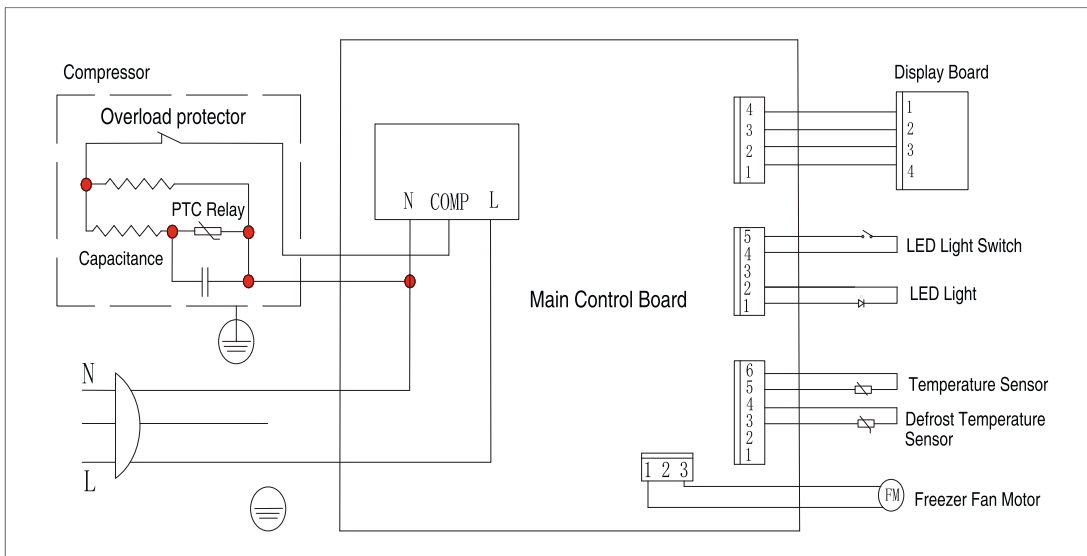 Compressor
Overload protector
PTC Relay
Capacitance
N
L
N COMP L
Main Control Board
Display Board
4
3
2
1
1
2
3
4
5
4
3
2
1
LED Light Switch
LED Light
6
5
4
3
2
1
Temperature Sensor
Defrost Temperature
Sensor
1 2 3
FM
Freezer Fan Motor